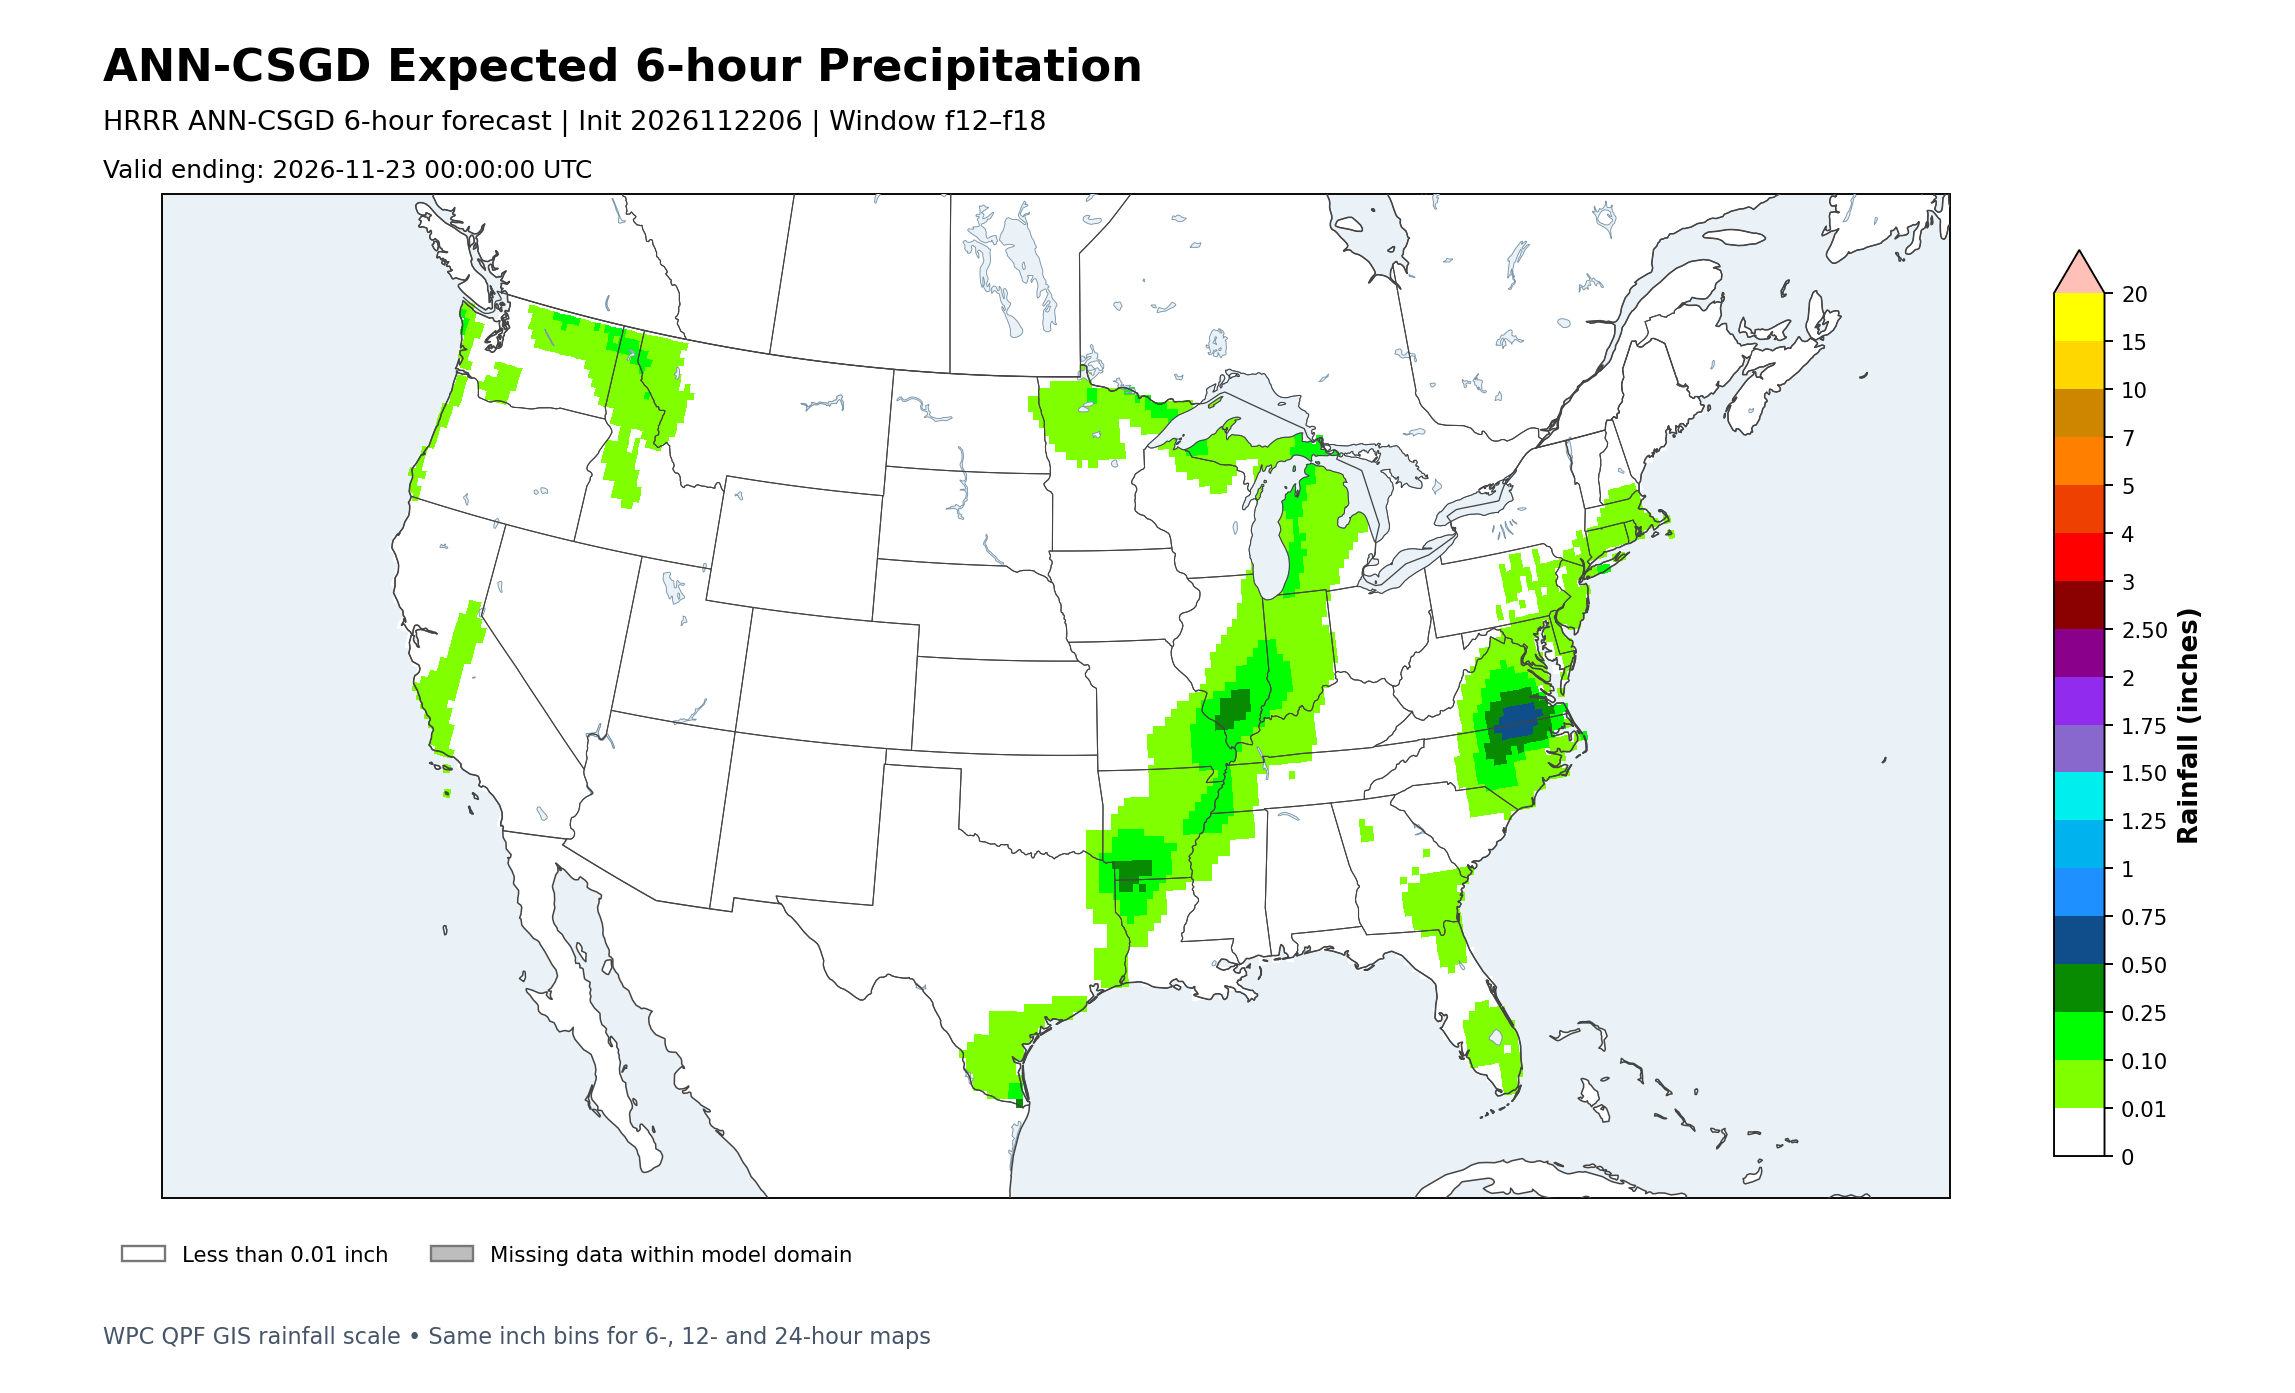 ANN-CSGD Expected 6-hour Precipitation
HRRR ANN-CSGD 6-hour forecast | Init 2026112206 | Window f12–f18
Valid ending: 2026-11-23 00:00:00 UTC
20
15
10
7
5
4
3
2.50
2
1.75
1.50
1.25
1
0.75
0.50
0.25
0.10
0.01
0
Rainfall (inches)
Less than 0.01 inch
Missing data within model domain
WPC QPF GIS rainfall scale • Same inch bins for 6-, 12- and 24-hour maps